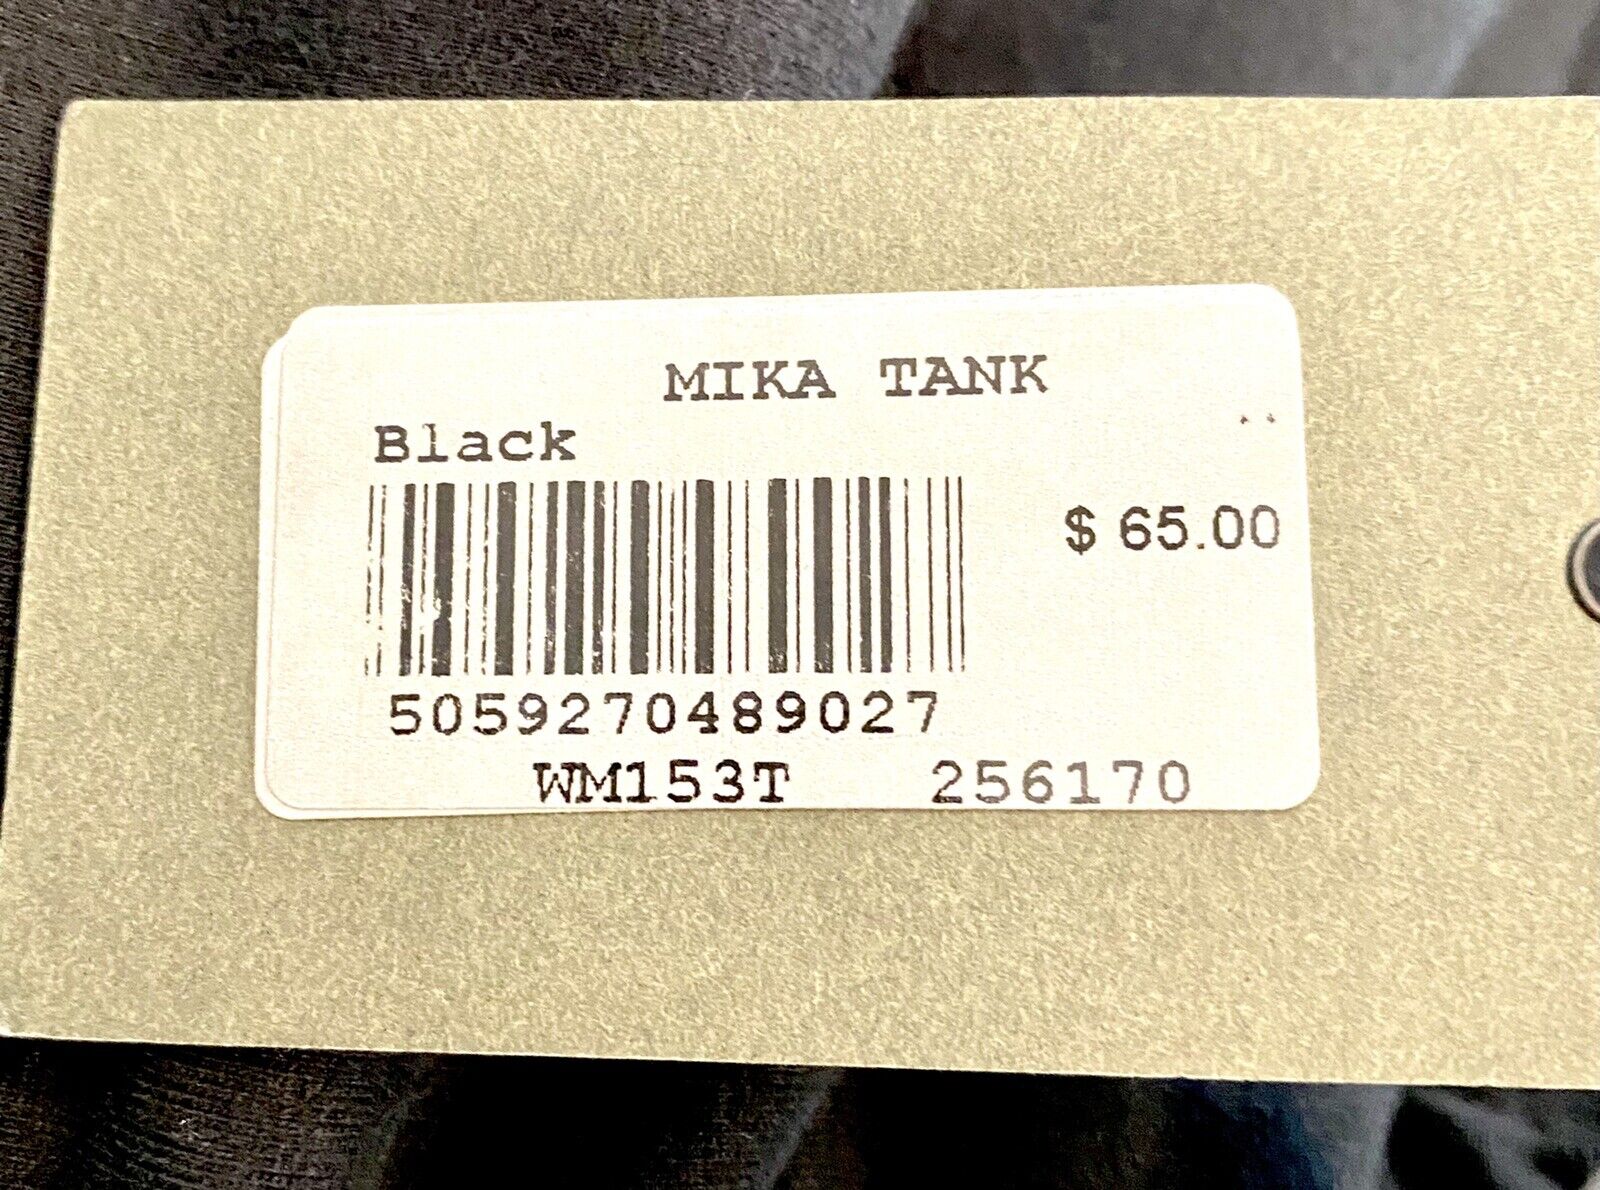 MIKA TANK
Black
$ 65.00
5059270489027
WM153T 256170